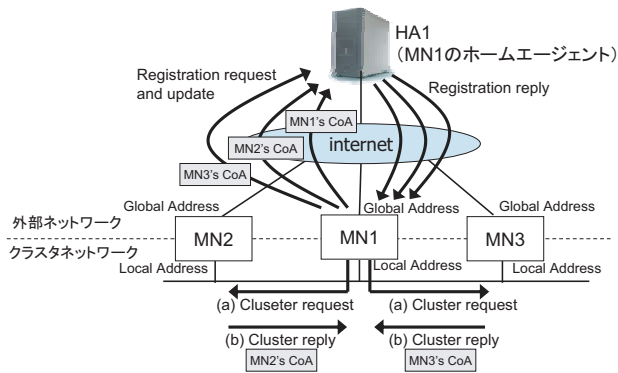 HA1
（MN1のホームエージェント）
Registration request
and update
Registration reply
MN1's CoA
MN2's CoA
MN3's CoA
internet
Global Address
Global Address
Global Address
外部ネットワーク
クラスタネットワーク
MN2
MN1
MN3
Local Address
Local Address
Local Address
(a) Cluseter request
(a) Cluster request
(b) Cluster reply
MN2's CoA
(b) Cluster reply
MN3's CoA